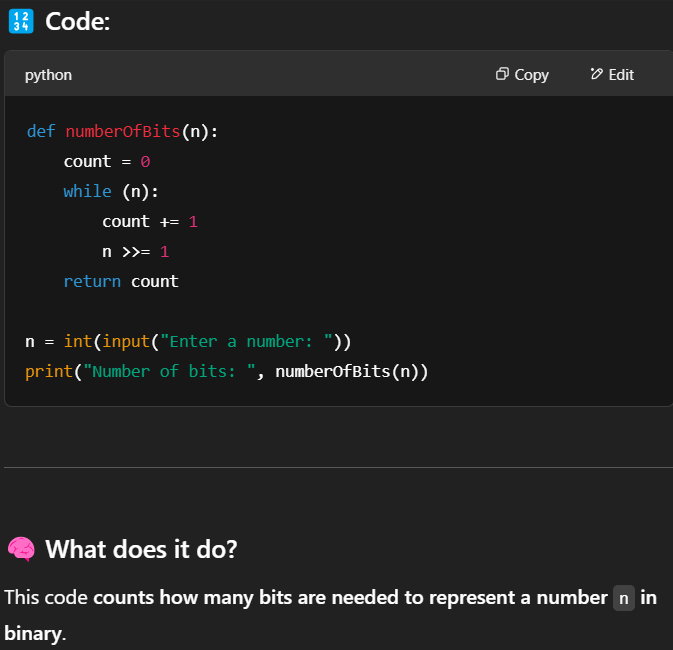 🔢 Code:
python Copy Edit
def numberOfBits(n):
    count = 0
    while (n):
        count += 1
        n >>= 1
    return count
n = int(input("Enter a number: "))
print("Number of bits: ", numberOfBits(n))
🧠 What does it do?
This code counts how many bits are needed to represent a number n in
binary.